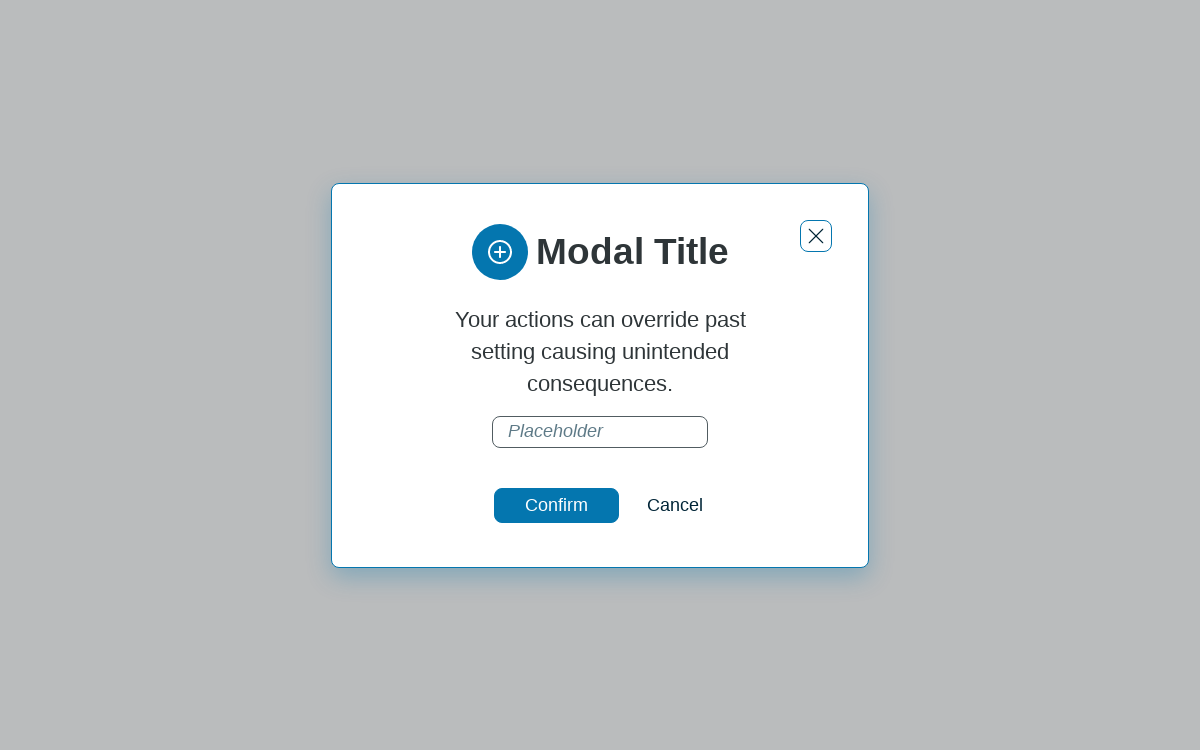 Modal Title
Your actions can override past
setting causing unintended
consequences.
Placeholder
Confirm Cancel